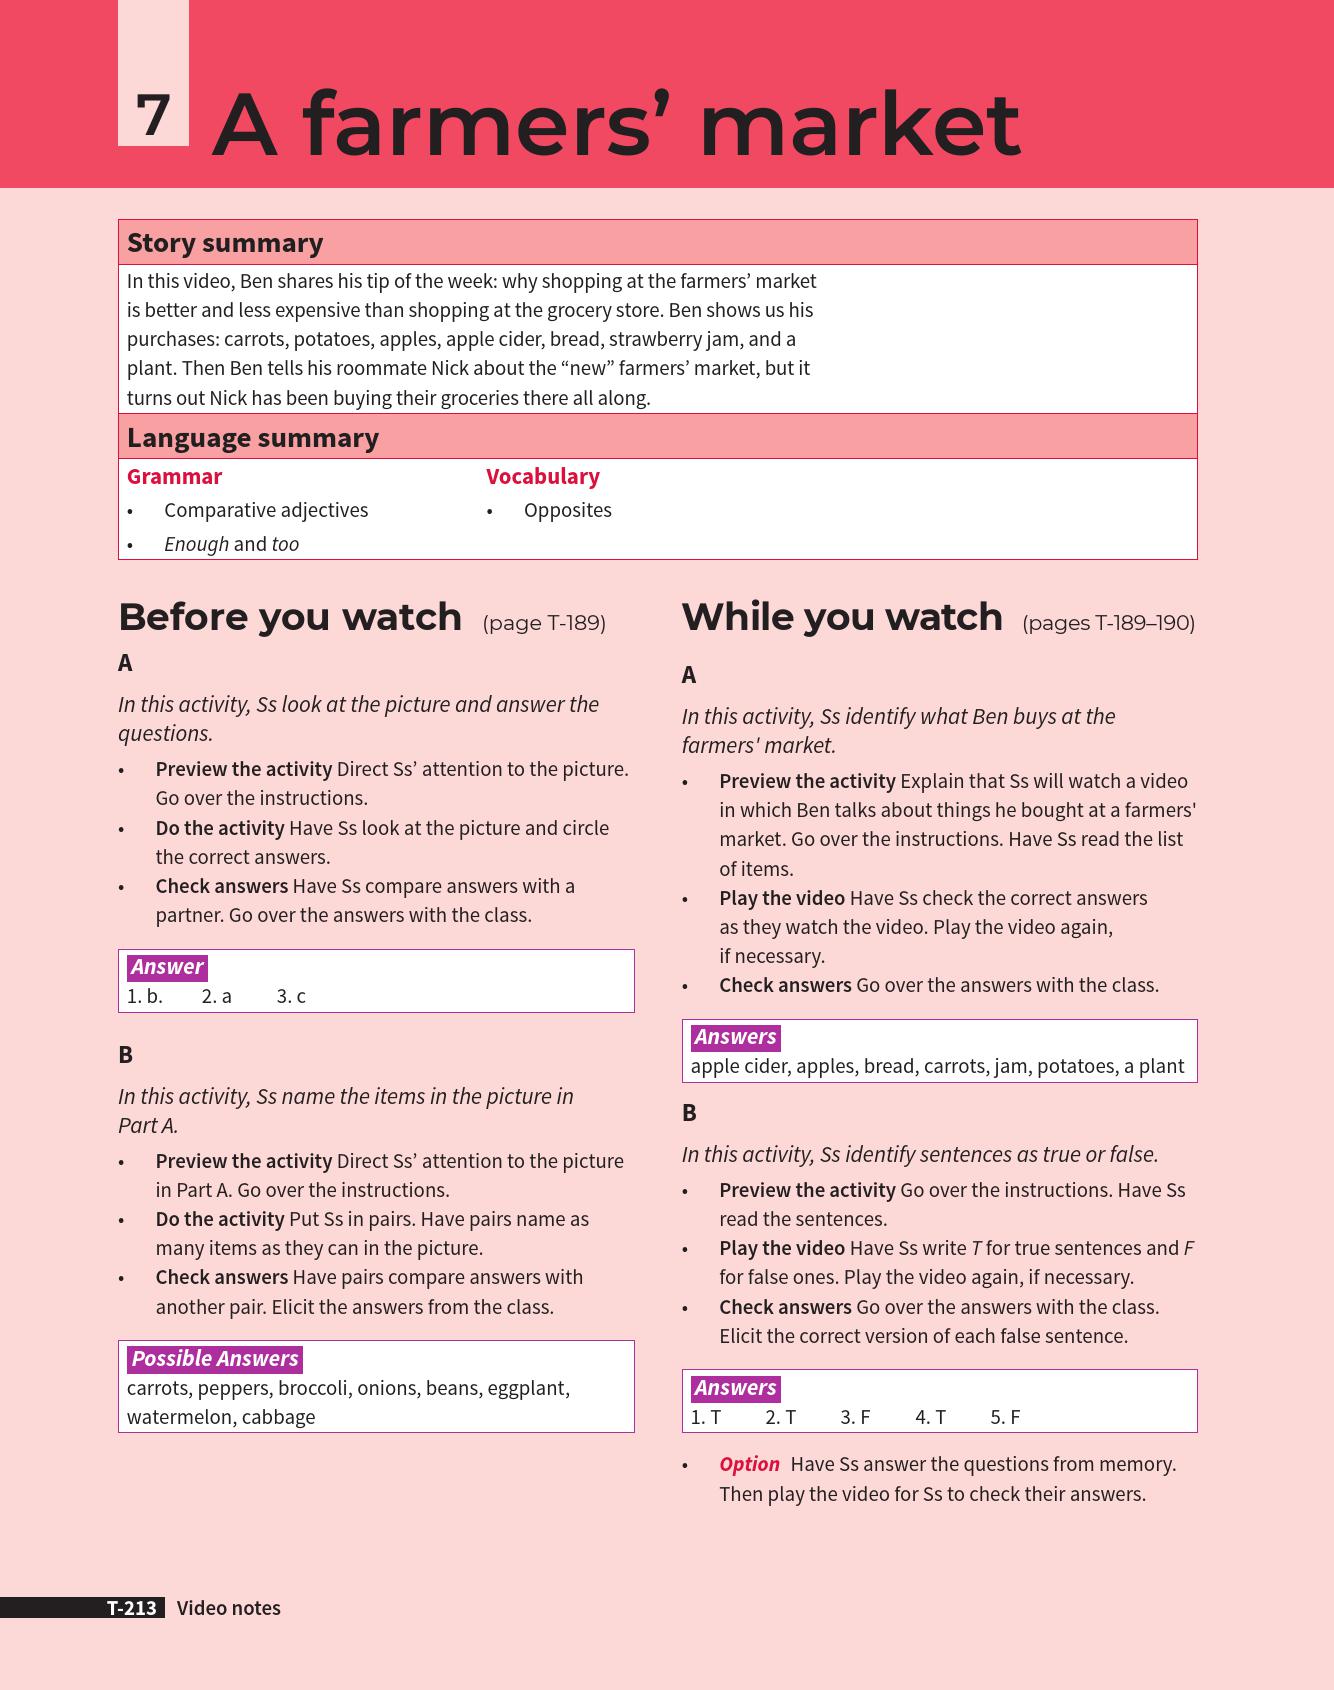 7 A farmers’ market
Story summary
In this video, Ben shares his tip of the week: why shopping at the farmers’ market
is better and less expensive than shopping at the grocery store. Ben shows us his
purchases: carrots, potatoes, apples, apple cider, bread, strawberry jam, and a
plant. Then Ben tells his roommate Nick about the “new” farmers’ market, but it
turns out Nick has been buying their groceries there all along.
Language summary
Grammar
• Comparative adjectives
• Enough and too
Vocabulary
• Opposites
Before you watch (page T-189)
A
In this activity, Ss look at the picture and answer the
questions.
• Preview the activity Direct Ss’ attention to the picture.
Go over the instructions.
• Do the activity Have Ss look at the picture and circle
the correct answers.
• Check answers Have Ss compare answers with a
partner. Go over the answers with the class.
Answer
1. b. 2. a 3. c
B
In this activity, Ss name the items in the picture in
Part A.
• Preview the activity Direct Ss’ attention to the picture
in Part A. Go over the instructions.
• Do the activity Put Ss in pairs. Have pairs name as
many items as they can in the picture.
• Check answers Have pairs compare answers with
another pair. Elicit the answers from the class.
Possible Answers
carrots, peppers, broccoli, onions, beans, eggplant,
watermelon, cabbage
While you watch (pages T-189–190)
A
In this activity, Ss identify what Ben buys at the
farmers' market.
• Preview the activity Explain that Ss will watch a video
in which Ben talks about things he bought at a farmers'
market. Go over the instructions. Have Ss read the list
of items.
• Play the video Have Ss check the correct answers
as they watch the video. Play the video again,
if necessary.
• Check answers Go over the answers with the class.
Answers
apple cider, apples, bread, carrots, jam, potatoes, a plant
B
In this activity, Ss identify sentences as true or false.
• Preview the activity Go over the instructions. Have Ss
read the sentences.
• Play the video Have Ss write T for true sentences and F
for false ones. Play the video again, if necessary.
• Check answers Go over the answers with the class.
Elicit the correct version of each false sentence.
Answers
1. T 2. T 3. F 4. T 5. F
• Option Have Ss answer the questions from memory.
Then play the video for Ss to check their answers.
T-213 Video notes